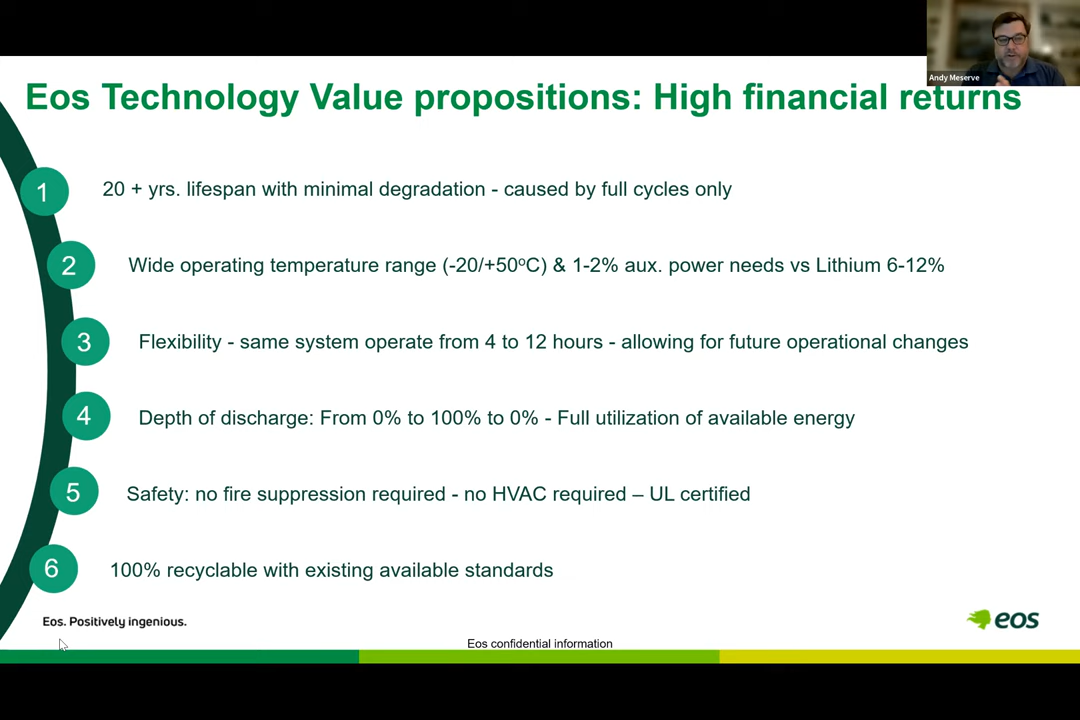 Andy Meserve
Eos Technology Value propositions: High financial returns
1 20 + yrs. lifespan with minimal degradation - caused by full cycles only
2 Wide operating temperature range (-20/+50ºC) & 1-2% aux. power needs vs Lithium 6-12%
3 Flexibility - same system operate from 4 to 12 hours - allowing for future operational changes
4 Depth of discharge: From 0% to 100% to 0% - Full utilization of available energy
5 Safety: no fire suppression required - no HVAC required – UL certified
6 100% recyclable with existing available standards
Eos. Positively ingenious.
eos
Eos confidential information